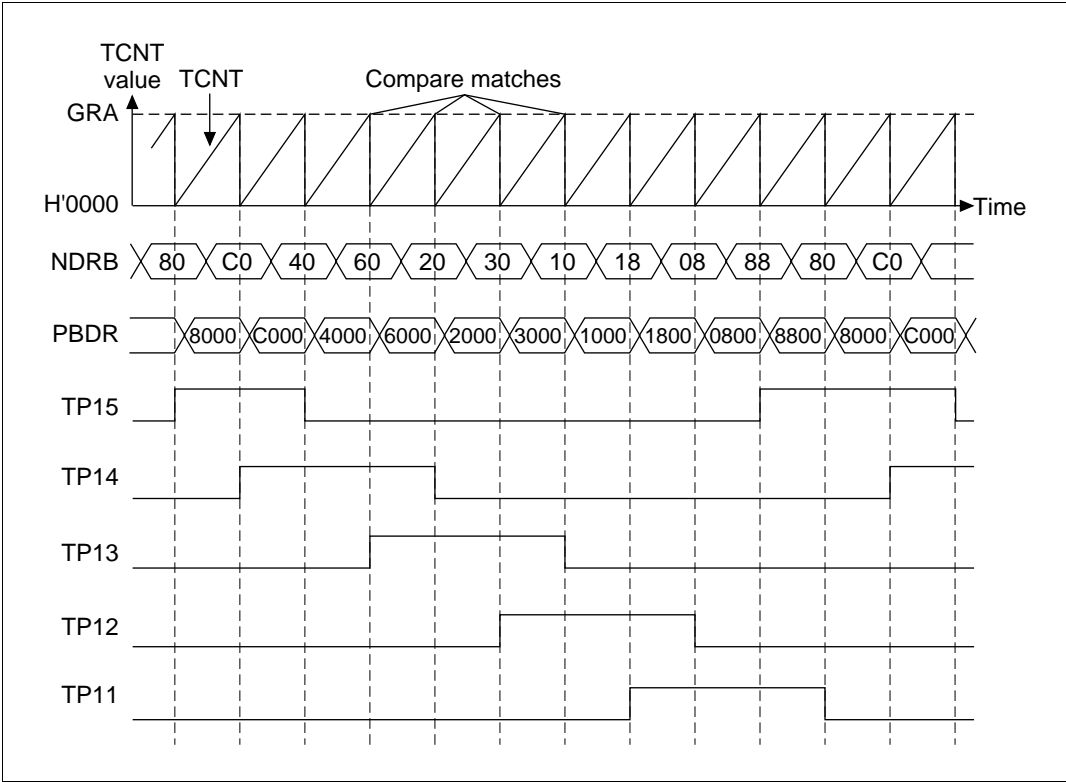 TCNT
value
TCNT
Compare matches
GRA
H'0000
Time
NDRB 80 C0 40 60 20 30 10 18 08 88 80 C0
PBDR 8000 C000 4000 6000 2000 3000 1000 1800 0800 8800 8000 C000
TP15
TP14
TP13
TP12
TP11